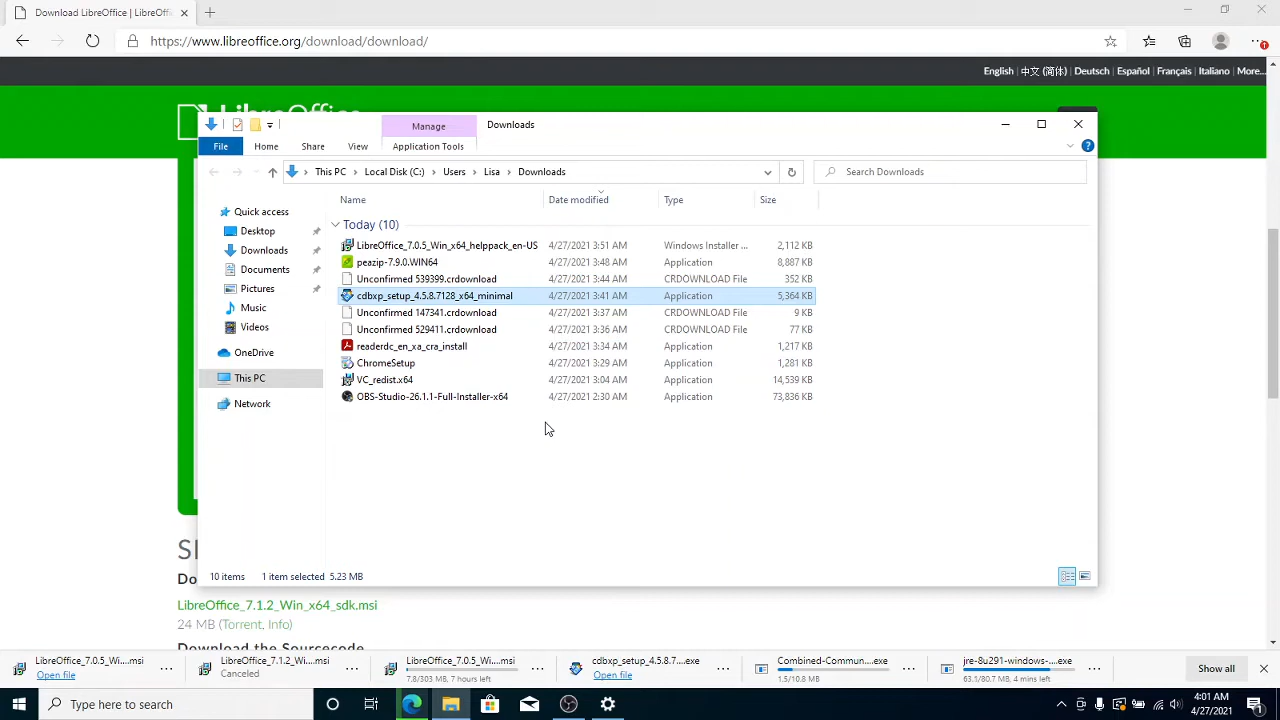 Download LibreOffice | LibreOffi
https://www.libreoffice.org/download/download/
English | 中文 (简体) | Deutsch | Español | Français | Italiano | More...
LibreOffice
Manage
Downloads
File
Home
Share
View
Application Tools
This PC > Local Disk (C:) > Users > Lisa > Downloads
Search Downloads
Name
Date modified
Type
Size
Today (10)
LibreOffice_7.0.5_Win_x64_helppack_en-US 4/27/2021 3:51 AM Windows Installer ... 2,112 KB
peazip-7.9.0.WIN64 4/27/2021 3:48 AM Application 8,887 KB
Unconfirmed 539399.crdownload 4/27/2021 3:44 AM CRDOWNLOAD File 352 KB
cdbxp_setup_4.5.8.7128_x64_minimal 4/27/2021 3:41 AM Application 5,364 KB
Unconfirmed 147341.crdownload 4/27/2021 3:37 AM CRDOWNLOAD File 9 KB
Unconfirmed 529411.crdownload 4/27/2021 3:36 AM CRDOWNLOAD File 77 KB
readerdc_en_xa_cra_install 4/27/2021 3:34 AM Application 1,217 KB
ChromeSetup 4/27/2021 3:29 AM Application 1,281 KB
VC_redist.x64 4/27/2021 3:04 AM Application 14,539 KB
OBS-Studio-26.1.1-Full-Installer-x64 4/27/2021 2:30 AM Application 73,836 KB
Quick access
Desktop
Downloads
Documents
Pictures
Music
Videos
OneDrive
This PC
Network
10 items 1 item selected 5.23 MB
LibreOffice_7.1.2_Win_x64_sdk.msi
24 MB (Torrent, Info)
Download the Sourcecode
LibreOffice_7.0.5_Wi....msi
Open file
LibreOffice_7.1.2_Wi....msi
Canceled
LibreOffice_7.0.5_Wi....msi
7.8/303 MB, 7 hours left
cdbxp_setup_4.5.8.7....exe
Open file
Combined-Commun....exe
1.5/10.8 MB
jre-8u291-windows-....exe
63.1/80.7 MB, 4 mins left
Show all
Type here to search
4:01 AM
4/27/2021
1